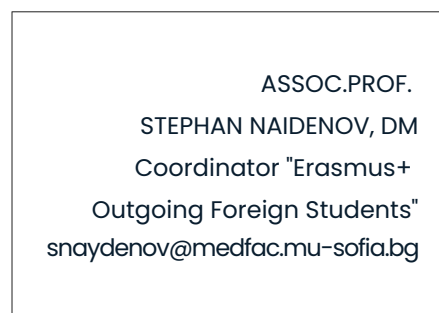 ASSOC.PROF.
STEPHAN NAIDENOV, DM
Coordinator "Erasmus+
Outgoing Foreign Students"
snaydenov@medfac.mu-sofia.bg